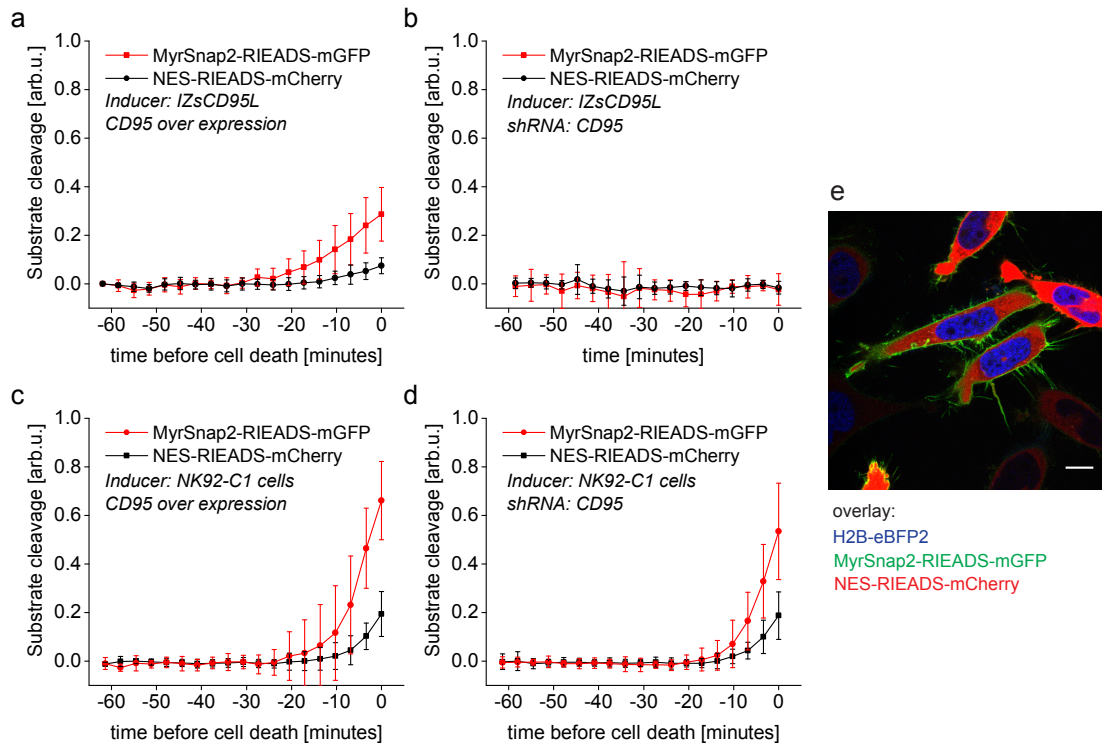 a
1.0
0.8
0.6
0.4
0.2
0.0
Substrate cleavage [arb.u.]
MyrSnap2-RIEADS-mGFP
NES-RIEADS-mCherry
Inducer: IZsCD95L
CD95 over expression
-60 -50 -40 -30 -20 -10 0
time before cell death [minutes]
b
1.0
0.8
0.6
0.4
0.2
0.0
Substrate cleavage [arb.u.]
MyrSnap2-RIEADS-mGFP
NES-RIEADS-mCherry
Inducer: IZsCD95L
shRNA: CD95
-60 -50 -40 -30 -20 -10 0
time [minutes]
c
1.0
0.8
0.6
0.4
0.2
0.0
Substrate cleavage [arb.u.]
MyrSnap2-RIEADS-mGFP
NES-RIEADS-mCherry
Inducer: NK92-C1 cells
CD95 over expression
-60 -50 -40 -30 -20 -10 0
time before cell death [minutes]
d
1.0
0.8
0.6
0.4
0.2
0.0
Substrate cleavage [arb.u.]
MyrSnap2-RIEADS-mGFP
NES-RIEADS-mCherry
Inducer: NK92-C1 cells
shRNA: CD95
-60 -50 -40 -30 -20 -10 0
time before cell death [minutes]
e
overlay:
H2B-eBFP2
MyrSnap2-RIEADS-mGFP
NES-RIEADS-mCherry